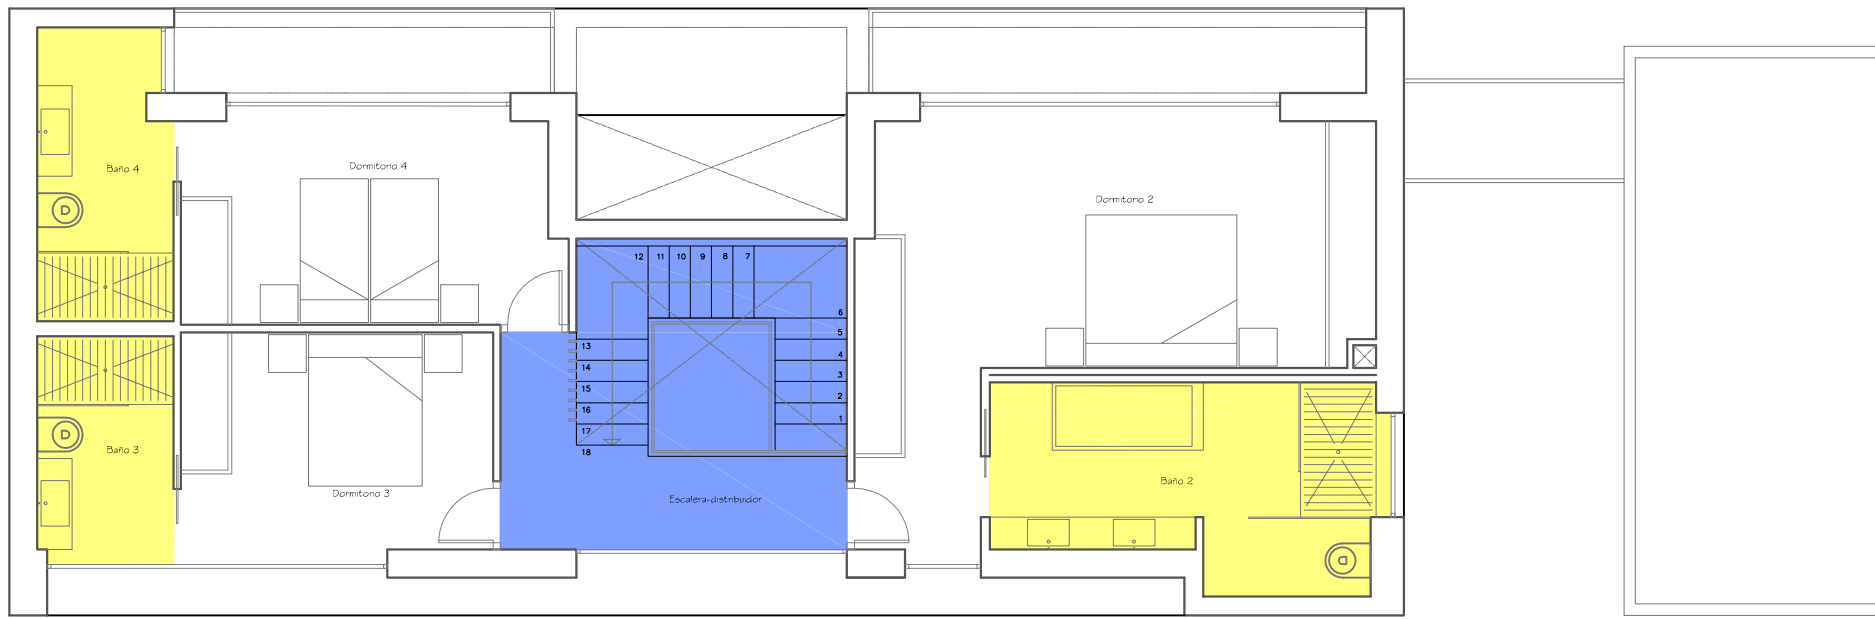 Baño 4
Dormitorio 4
Dormitorio 2
12 11 10 9 8 7
6
5
4
3
2
1
13
14
15
16
17
18
Baño 3
Dormitorio 3
Escalera-distribuidor
Baño 2